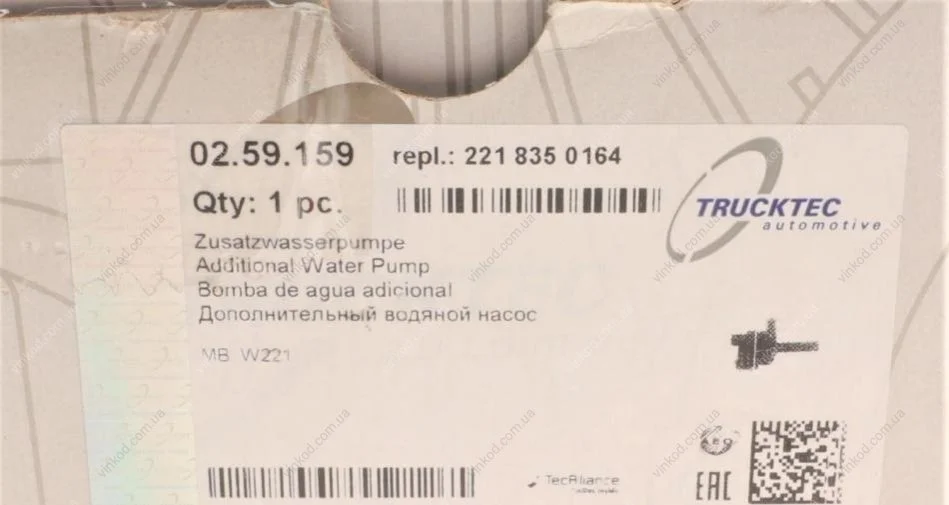 02.59.159 repl.: 221 835 0164
Qty: 1 pc.
TRUCKTEC
automotive
Zusatzwasserpumpe
Additional Water Pump
Bomba de agua adicional
Дополнительный водяной насос
MB W221
TecAlliance
EAC
vinkod.com.ua